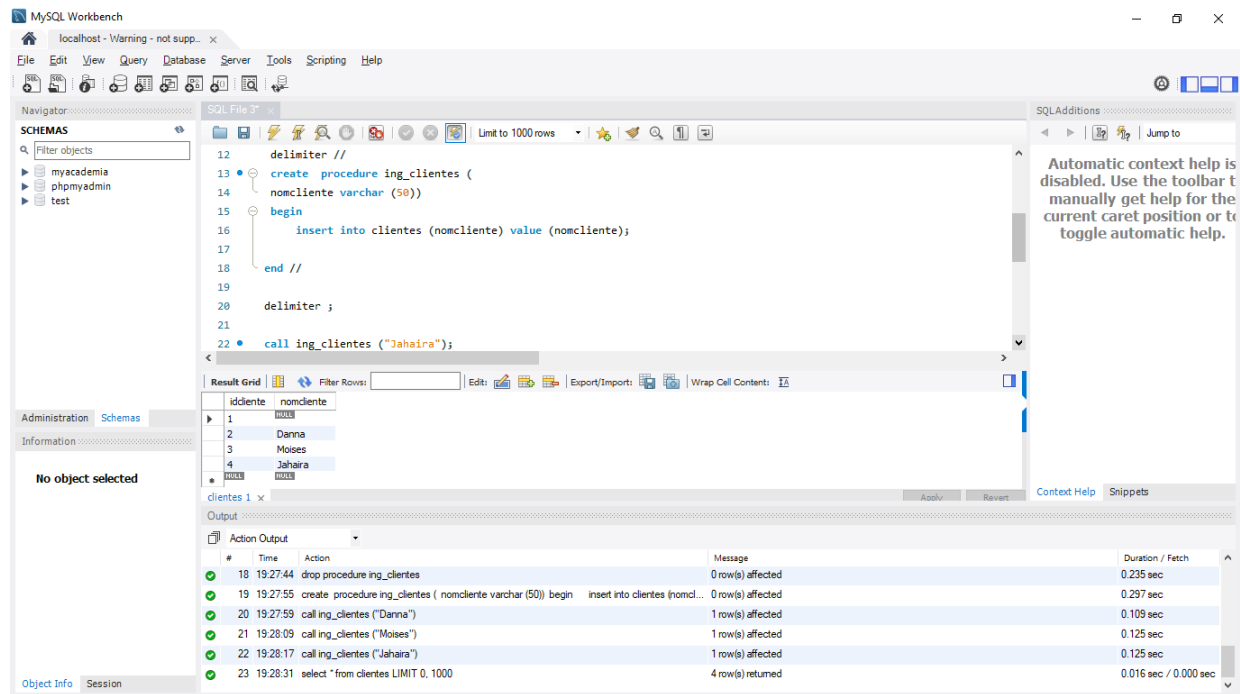 MySQL Workbench
localhost - Warning - not supp...
File Edit View Query Database Server Tools Scripting Help
Navigator
SCHEMAS
Filter objects
myacademia
phpmyadmin
test
Administration Schemas
Information
No object selected
Object Info Session
SQL File 3*
Limit to 1000 rows
12 delimiter //
13 create procedure ing_clientes (
14 nomcliente varchar (50))
15 begin
16 insert into clientes (nomcliente) value (nomcliente);
17
18 end //
19
20 delimiter ;
21
22 call ing_clientes ("Jahaira");
Result Grid Filter Rows: Edit: Export/Import: Wrap Cell Content:
idcliente nomcliente
1 NULL
2 Danna
3 Moises
4 Jahaira
NULL NULL
clientes 1 Apply Revert
SQLAdditions
Jump to
Automatic context help is
disabled. Use the toolbar t
manually get help for the
current caret position or to
toggle automatic help.
Context Help Snippets
Output
Action Output
# Time Action Message Duration / Fetch
18 19:27:44 drop procedure ing_clientes 0 row(s) affected 0.235 sec
19 19:27:55 create procedure ing_clientes ( nomcliente varchar (50)) begin insert into clientes (nomcl... 0 row(s) affected 0.297 sec
20 19:27:59 call ing_clientes ("Danna") 1 row(s) affected 0.109 sec
21 19:28:09 call ing_clientes ("Moises") 1 row(s) affected 0.125 sec
22 19:28:17 call ing_clientes ("Jahaira") 1 row(s) affected 0.125 sec
23 19:28:31 select * from clientes LIMIT 0, 1000 4 row(s) returned 0.016 sec / 0.000 sec